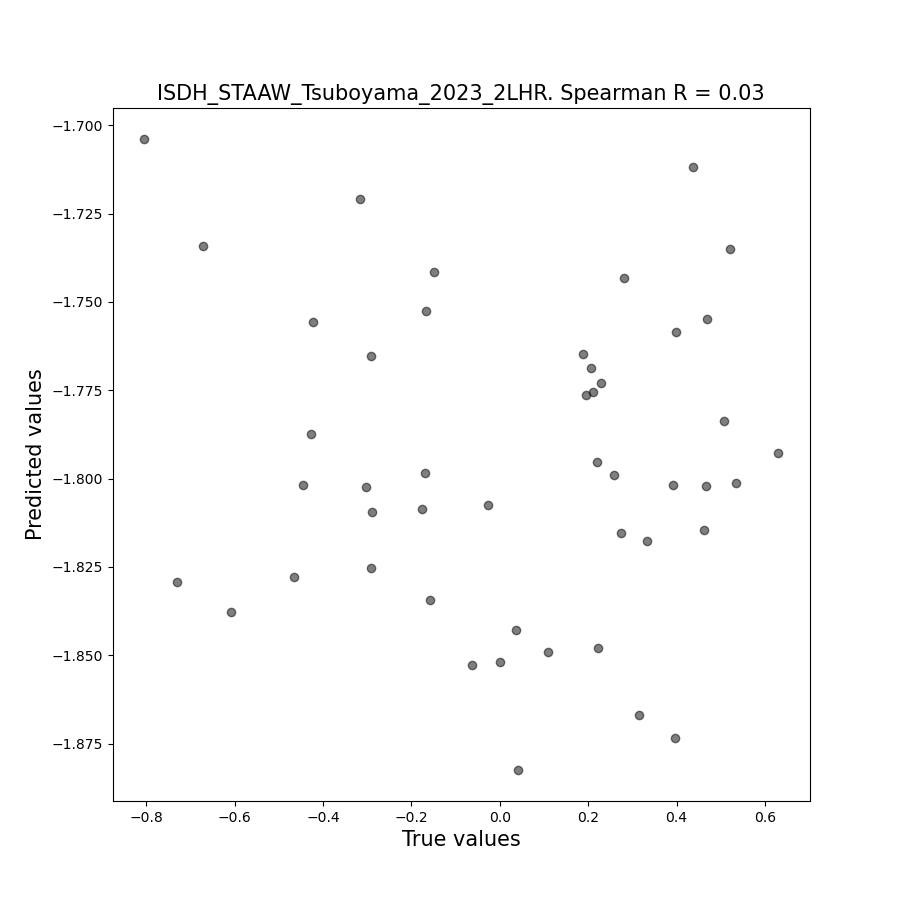 ISDH_STAAW_Tsuboyama_2023_2LHR. Spearman R = 0.03
−1.700
−1.725
−1.750
−1.775
−1.800
−1.825
−1.850
−1.875
Predicted values
−0.8 −0.6 −0.4 −0.2 0.0 0.2 0.4 0.6
True values